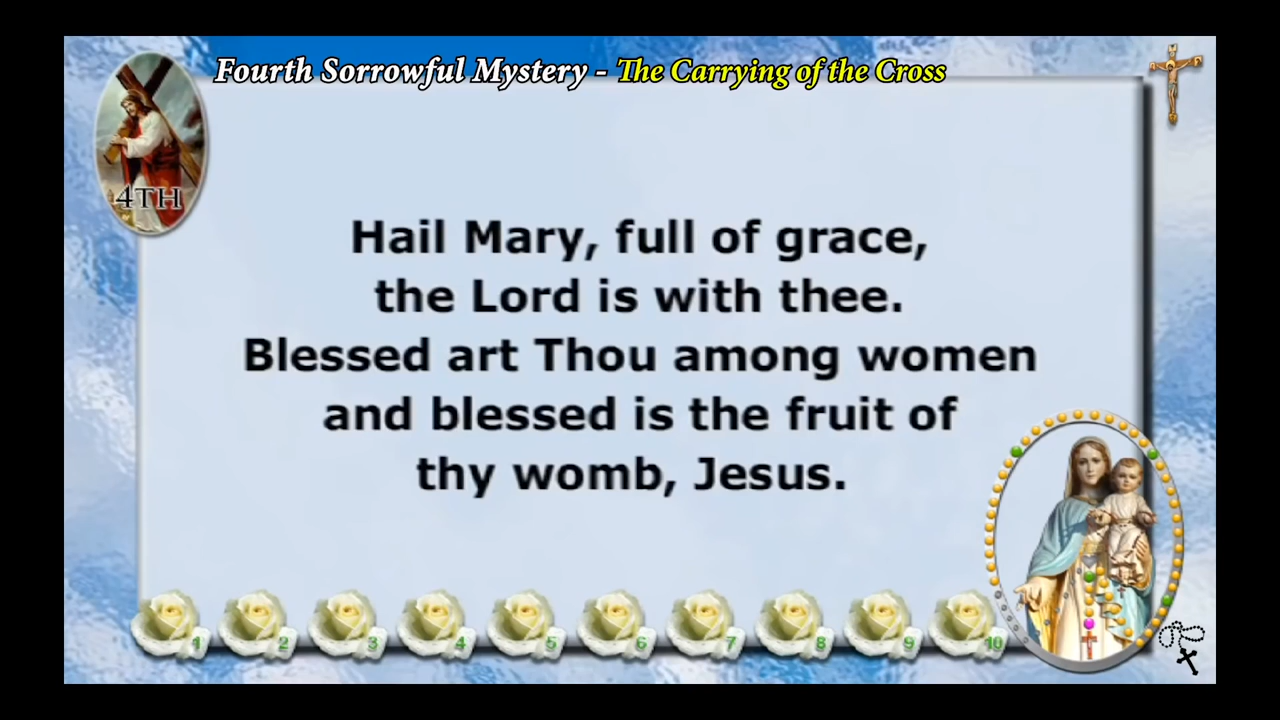 Fourth Sorrowful Mystery - The Carrying of the Cross
4TH
Hail Mary, full of grace,
the Lord is with thee.
Blessed art Thou among women
and blessed is the fruit of
thy womb, Jesus.
1 2 3 4 5 6 7 8 9 10